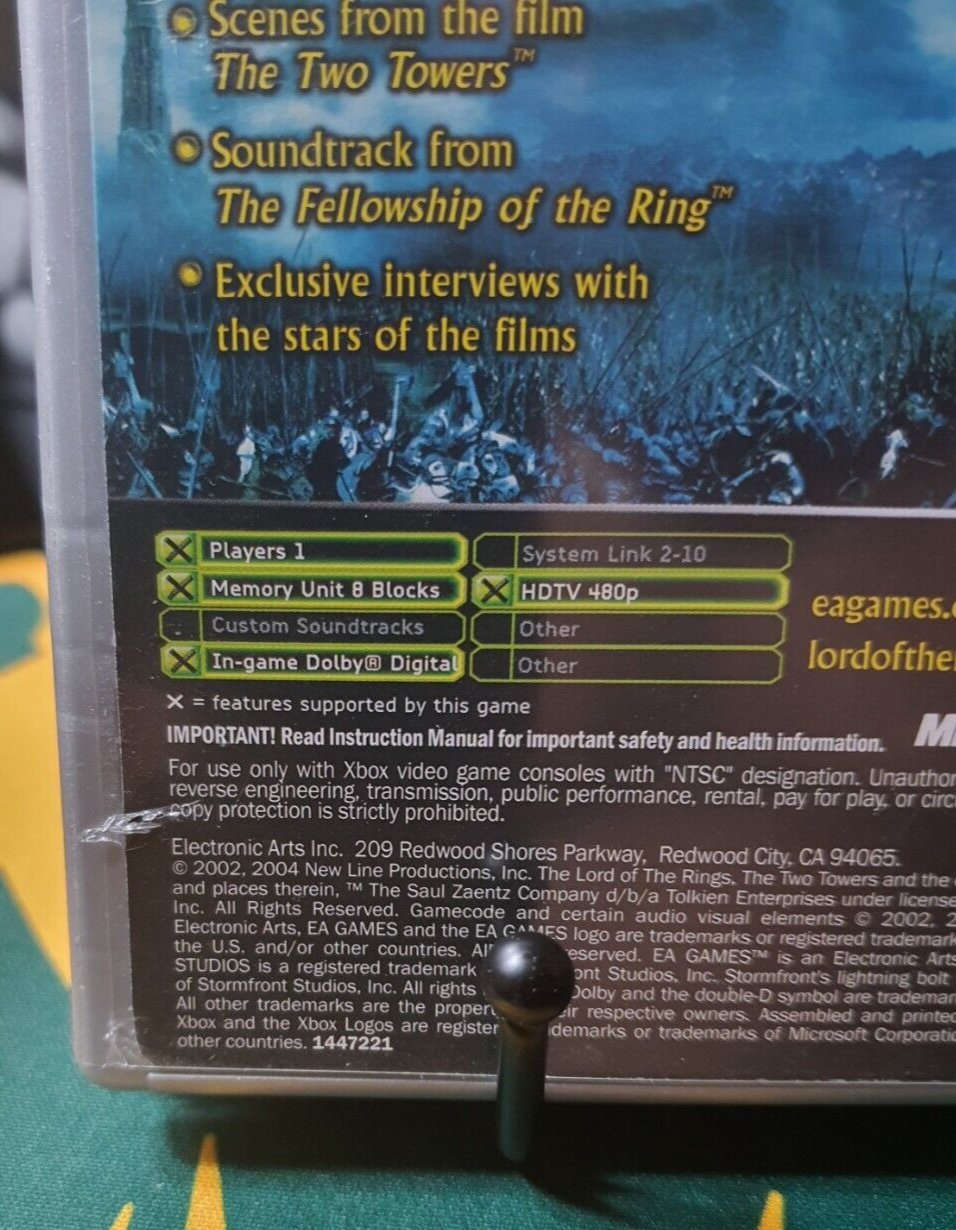 Scenes from the film
The Two Towers™
Soundtrack from
The Fellowship of the Ring™
Exclusive interviews with
the stars of the films
Players 1
System Link 2-10
Memory Unit 8 Blocks
HDTV 480p
Custom Soundtracks
Other
In-game Dolby® Digital
Other
eagames.
lordofthe
X = features supported by this game
IMPORTANT! Read Instruction Manual for important safety and health information.
For use only with Xbox video game consoles with "NTSC" designation. Unauthor
reverse engineering, transmission, public performance, rental, pay for play, or circ
copy protection is strictly prohibited.
Electronic Arts Inc. 209 Redwood Shores Parkway, Redwood City, CA 94065.
© 2002, 2004 New Line Productions, Inc. The Lord of The Rings, The Two Towers and the
and places therein, ™ The Saul Zaentz Company d/b/a Tolkien Enterprises under license
Inc. All Rights Reserved. Gamecode and certain audio visual elements © 2002, 2
Electronic Arts, EA GAMES and the EA GAMES logo are trademarks or registered trademark
the U.S. and/or other countries. All eserved. EA GAMES™ is an Electronic Arts
STUDIOS is a registered trademark ont Studios, Inc. Stormfront's lightning bolt
of Stormfront Studios, Inc. All rights Dolby and the double-D symbol are trademar
All other trademarks are the proper eir respective owners. Assembled and printed
Xbox and the Xbox Logos are register demarks or trademarks of Microsoft Corporatio
other countries. 1447221